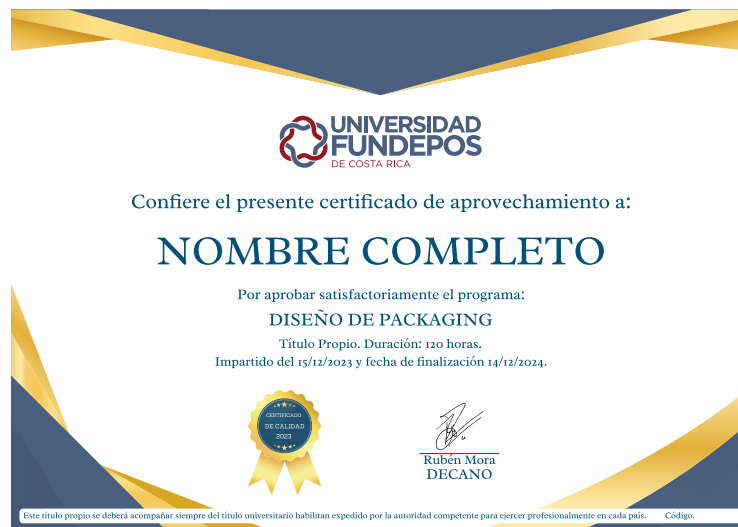 UNIVERSIDAD
FUNDEPOS
DE COSTA RICA
Confiere el presente certificado de aprovechamiento a:
NOMBRE COMPLETO
Por aprobar satisfactoriamente el programa:
DISEÑO DE PACKAGING
Título Propio. Duración: 120 horas.
Impartido del 15/12/2023 y fecha de finalización 14/12/2024.
CERTIFICADO
DE CALIDAD
2023
Rubén Mora
DECANO
Este título propio se deberá acompañar siempre del título universitario habilitan expedido por la autoridad competente para ejercer profesionalmente en cada país. Código.